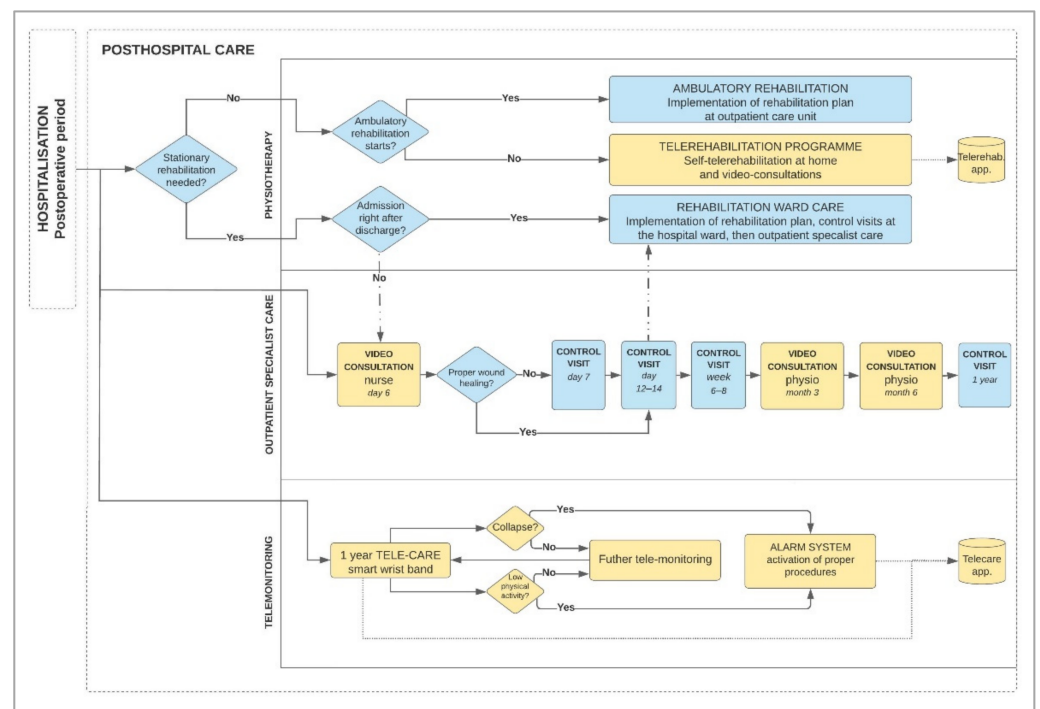 HOSPITALISATION
Postoperative period
POSTHOSPITAL CARE
PHYSIOTHERAPY
Stationary
rehabilitation
needed?
No
Yes
Ambulatory
rehabilitation
starts?
Yes
No
AMBULATORY REHABILITATION
Implementation of rehabilitation plan
at outpatient care unit
TELEREHABILITATION PROGRAMME
Self-telerehabilitation at home
and video-consultations
Telerehab.
app.
Admission
right after
discharge?
Yes
No
REHABILITATION WARD CARE
Implementation of rehabilitation plan, control visits at
the hospital ward, then outpatient specalist care
OUTPATIENT SPECIALIST CARE
VIDEO
CONSULTATION
nurse
day 6
Proper wound
healing?
No
Yes
CONTROL
VISIT
day 7
CONTROL
VISIT
day
12–14
CONTROL
VISIT
week
6–8
VIDEO
CONSULTATION
physio
month 3
VIDEO
CONSULTATION
physio
month 6
CONTROL
VISIT
1 year
TELEMONITORING
1 year TELE-CARE
smart wrist band
Collapse?
Yes
No
Low
physical
activity?
No
Yes
Futher tele-monitoring
ALARM SYSTEM
activation of proper
procedures
Telecare
app.